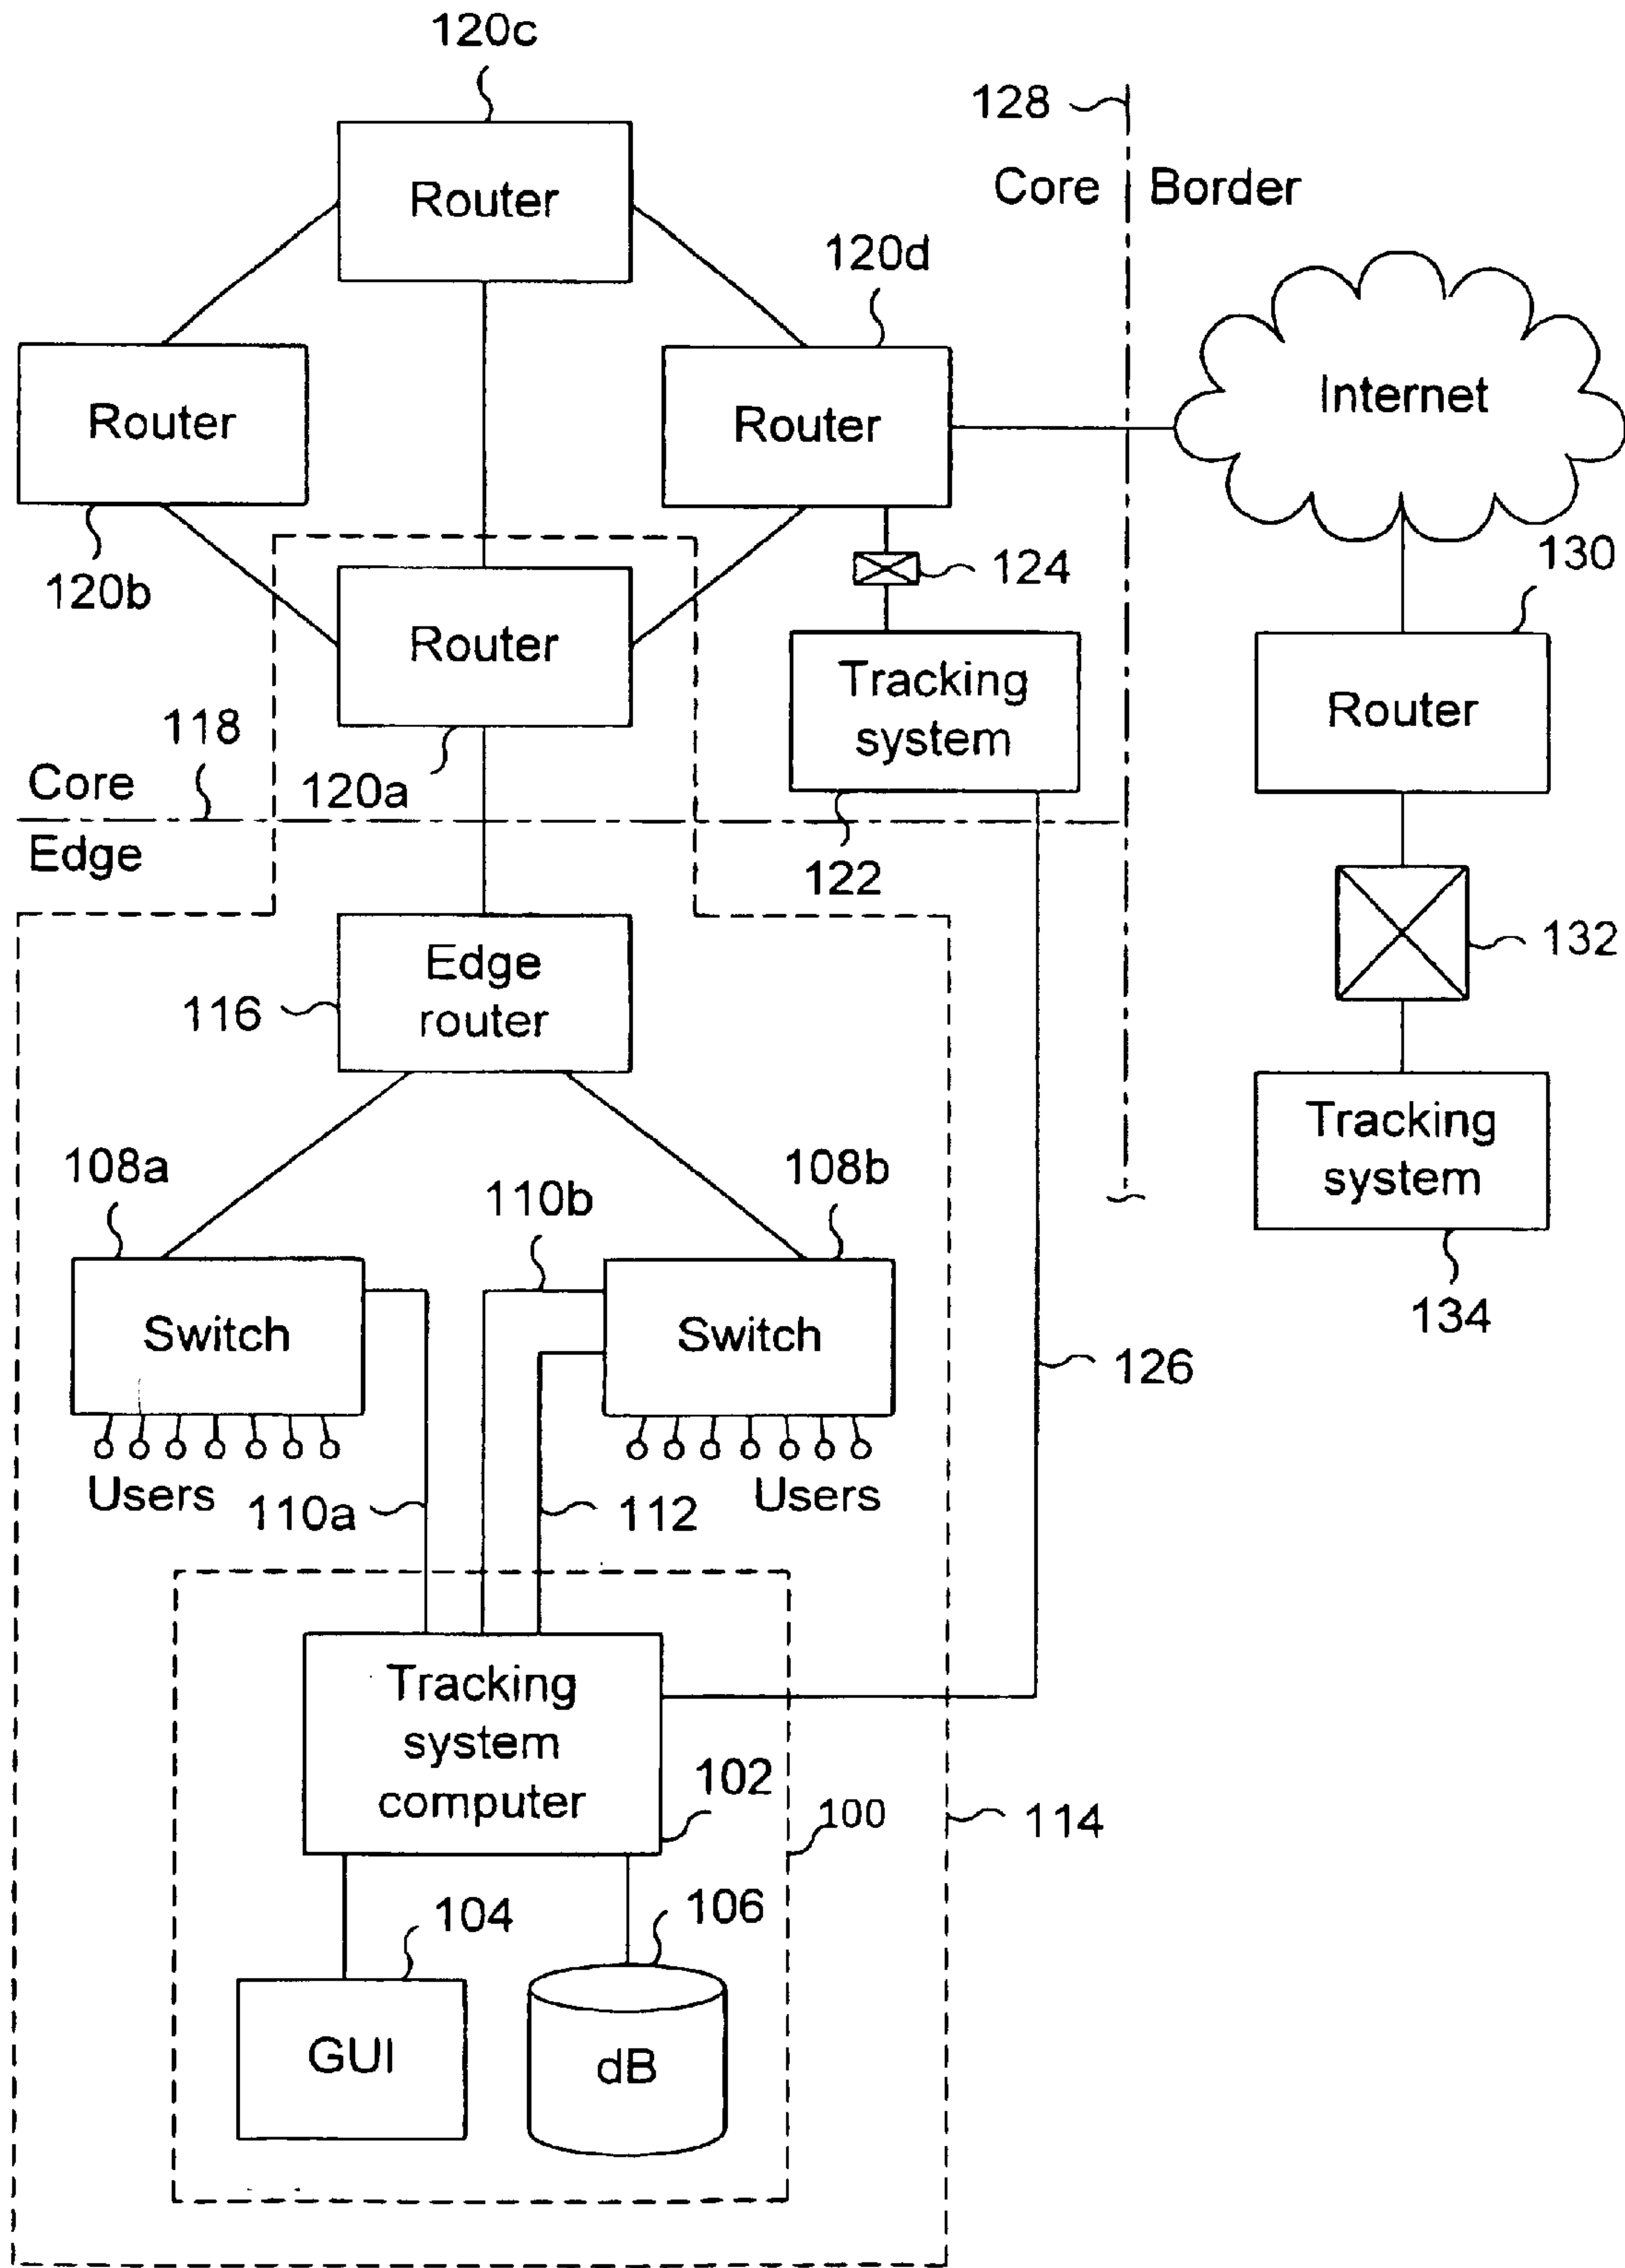 120c
128
Router
Core
Border
120d
Router
Router
Internet
124
130
120b
Router
Tracking
system
Router
118
Core
120a
Edge
122
Edge
router
132
116
Tracking
system
108a
110b
108b
134
Switch
Switch
126
Users
110a
112
Users
Tracking
system
computer
102
100
114
104
106
GUI
dB